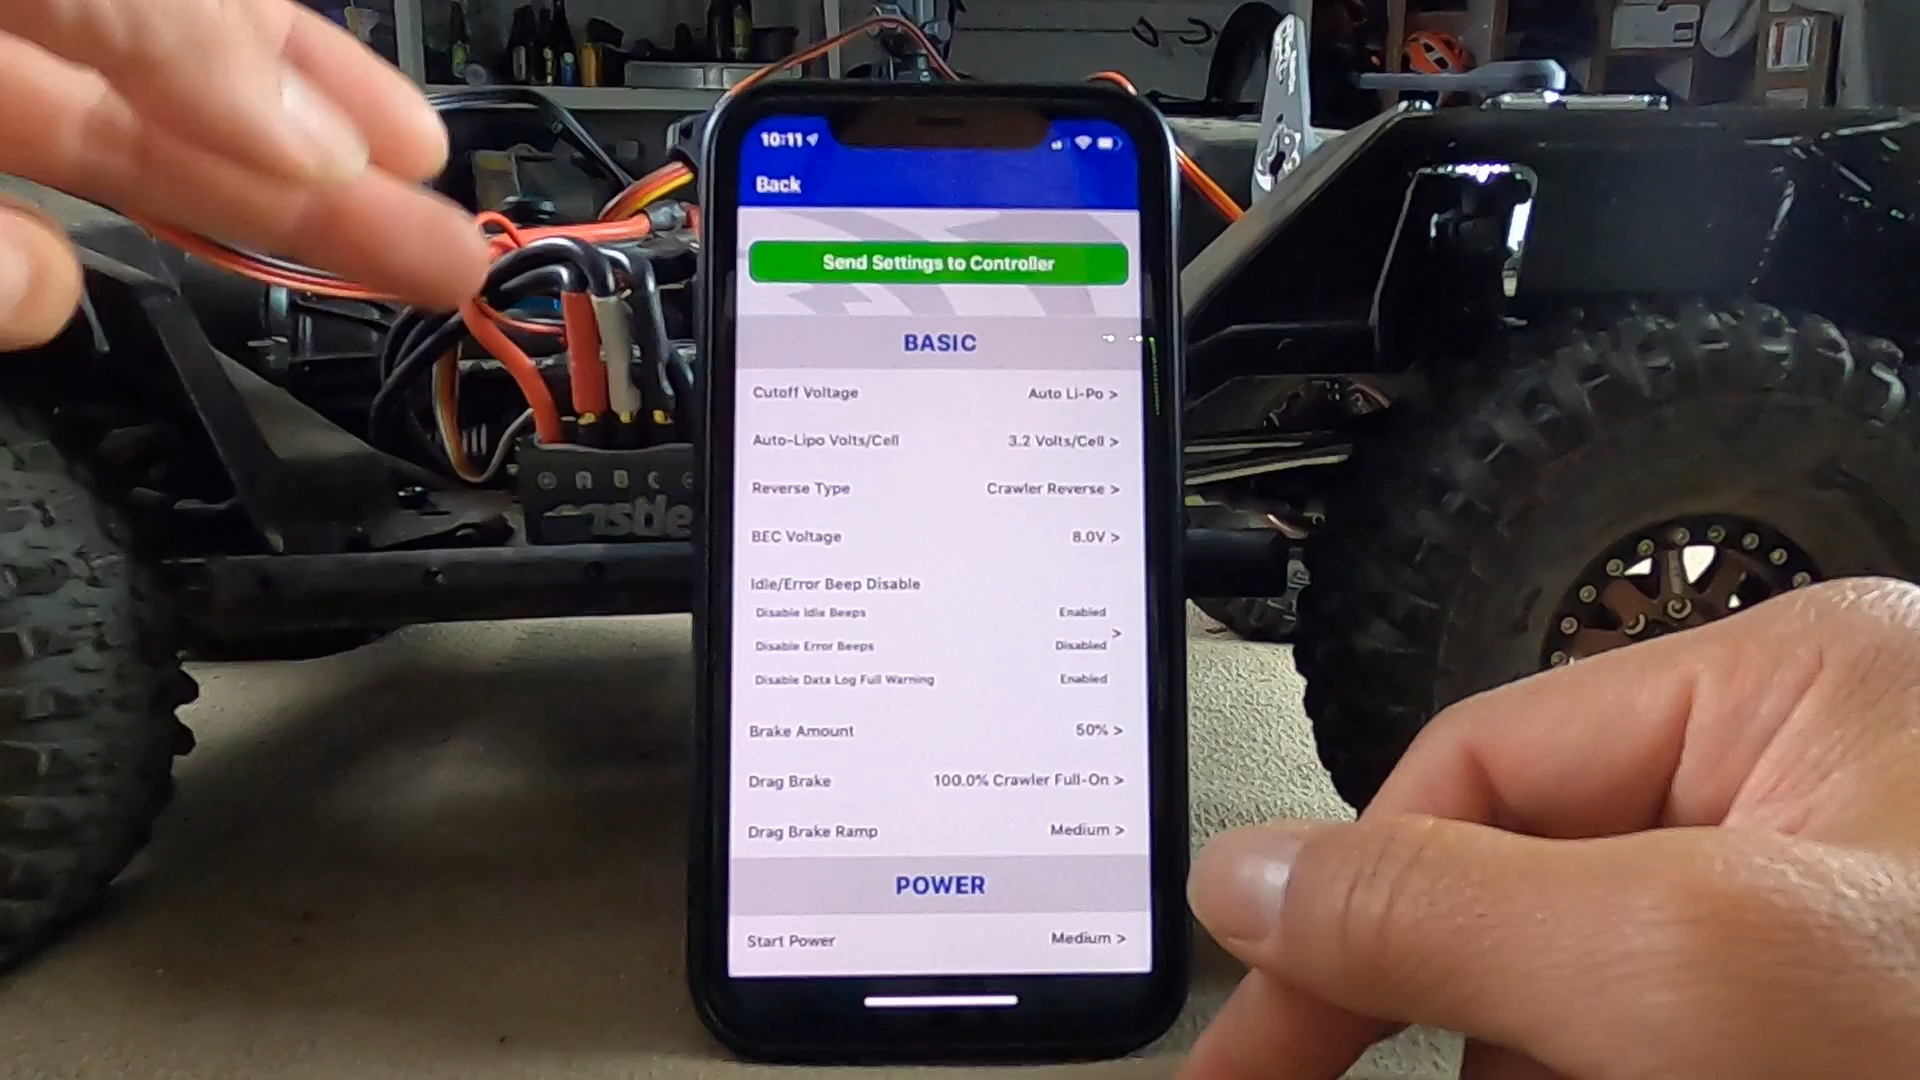 10:11
Back
Send Settings to Controller
BASIC
Cutoff Voltage Auto Li-Po >
Auto-Lipo Volts/Cell 3.2 Volts/Cell >
Reverse Type Crawler Reverse >
BEC Voltage 8.0V >
Idle/Error Beep Disable
Disable Idle Beeps Enabled
>
Disable Error Beeps Disabled
Disable Data Log Full Warning Enabled
Brake Amount 50% >
Drag Brake 100.0% Crawler Full-On >
Drag Brake Ramp Medium >
POWER
Start Power Medium >
A B C